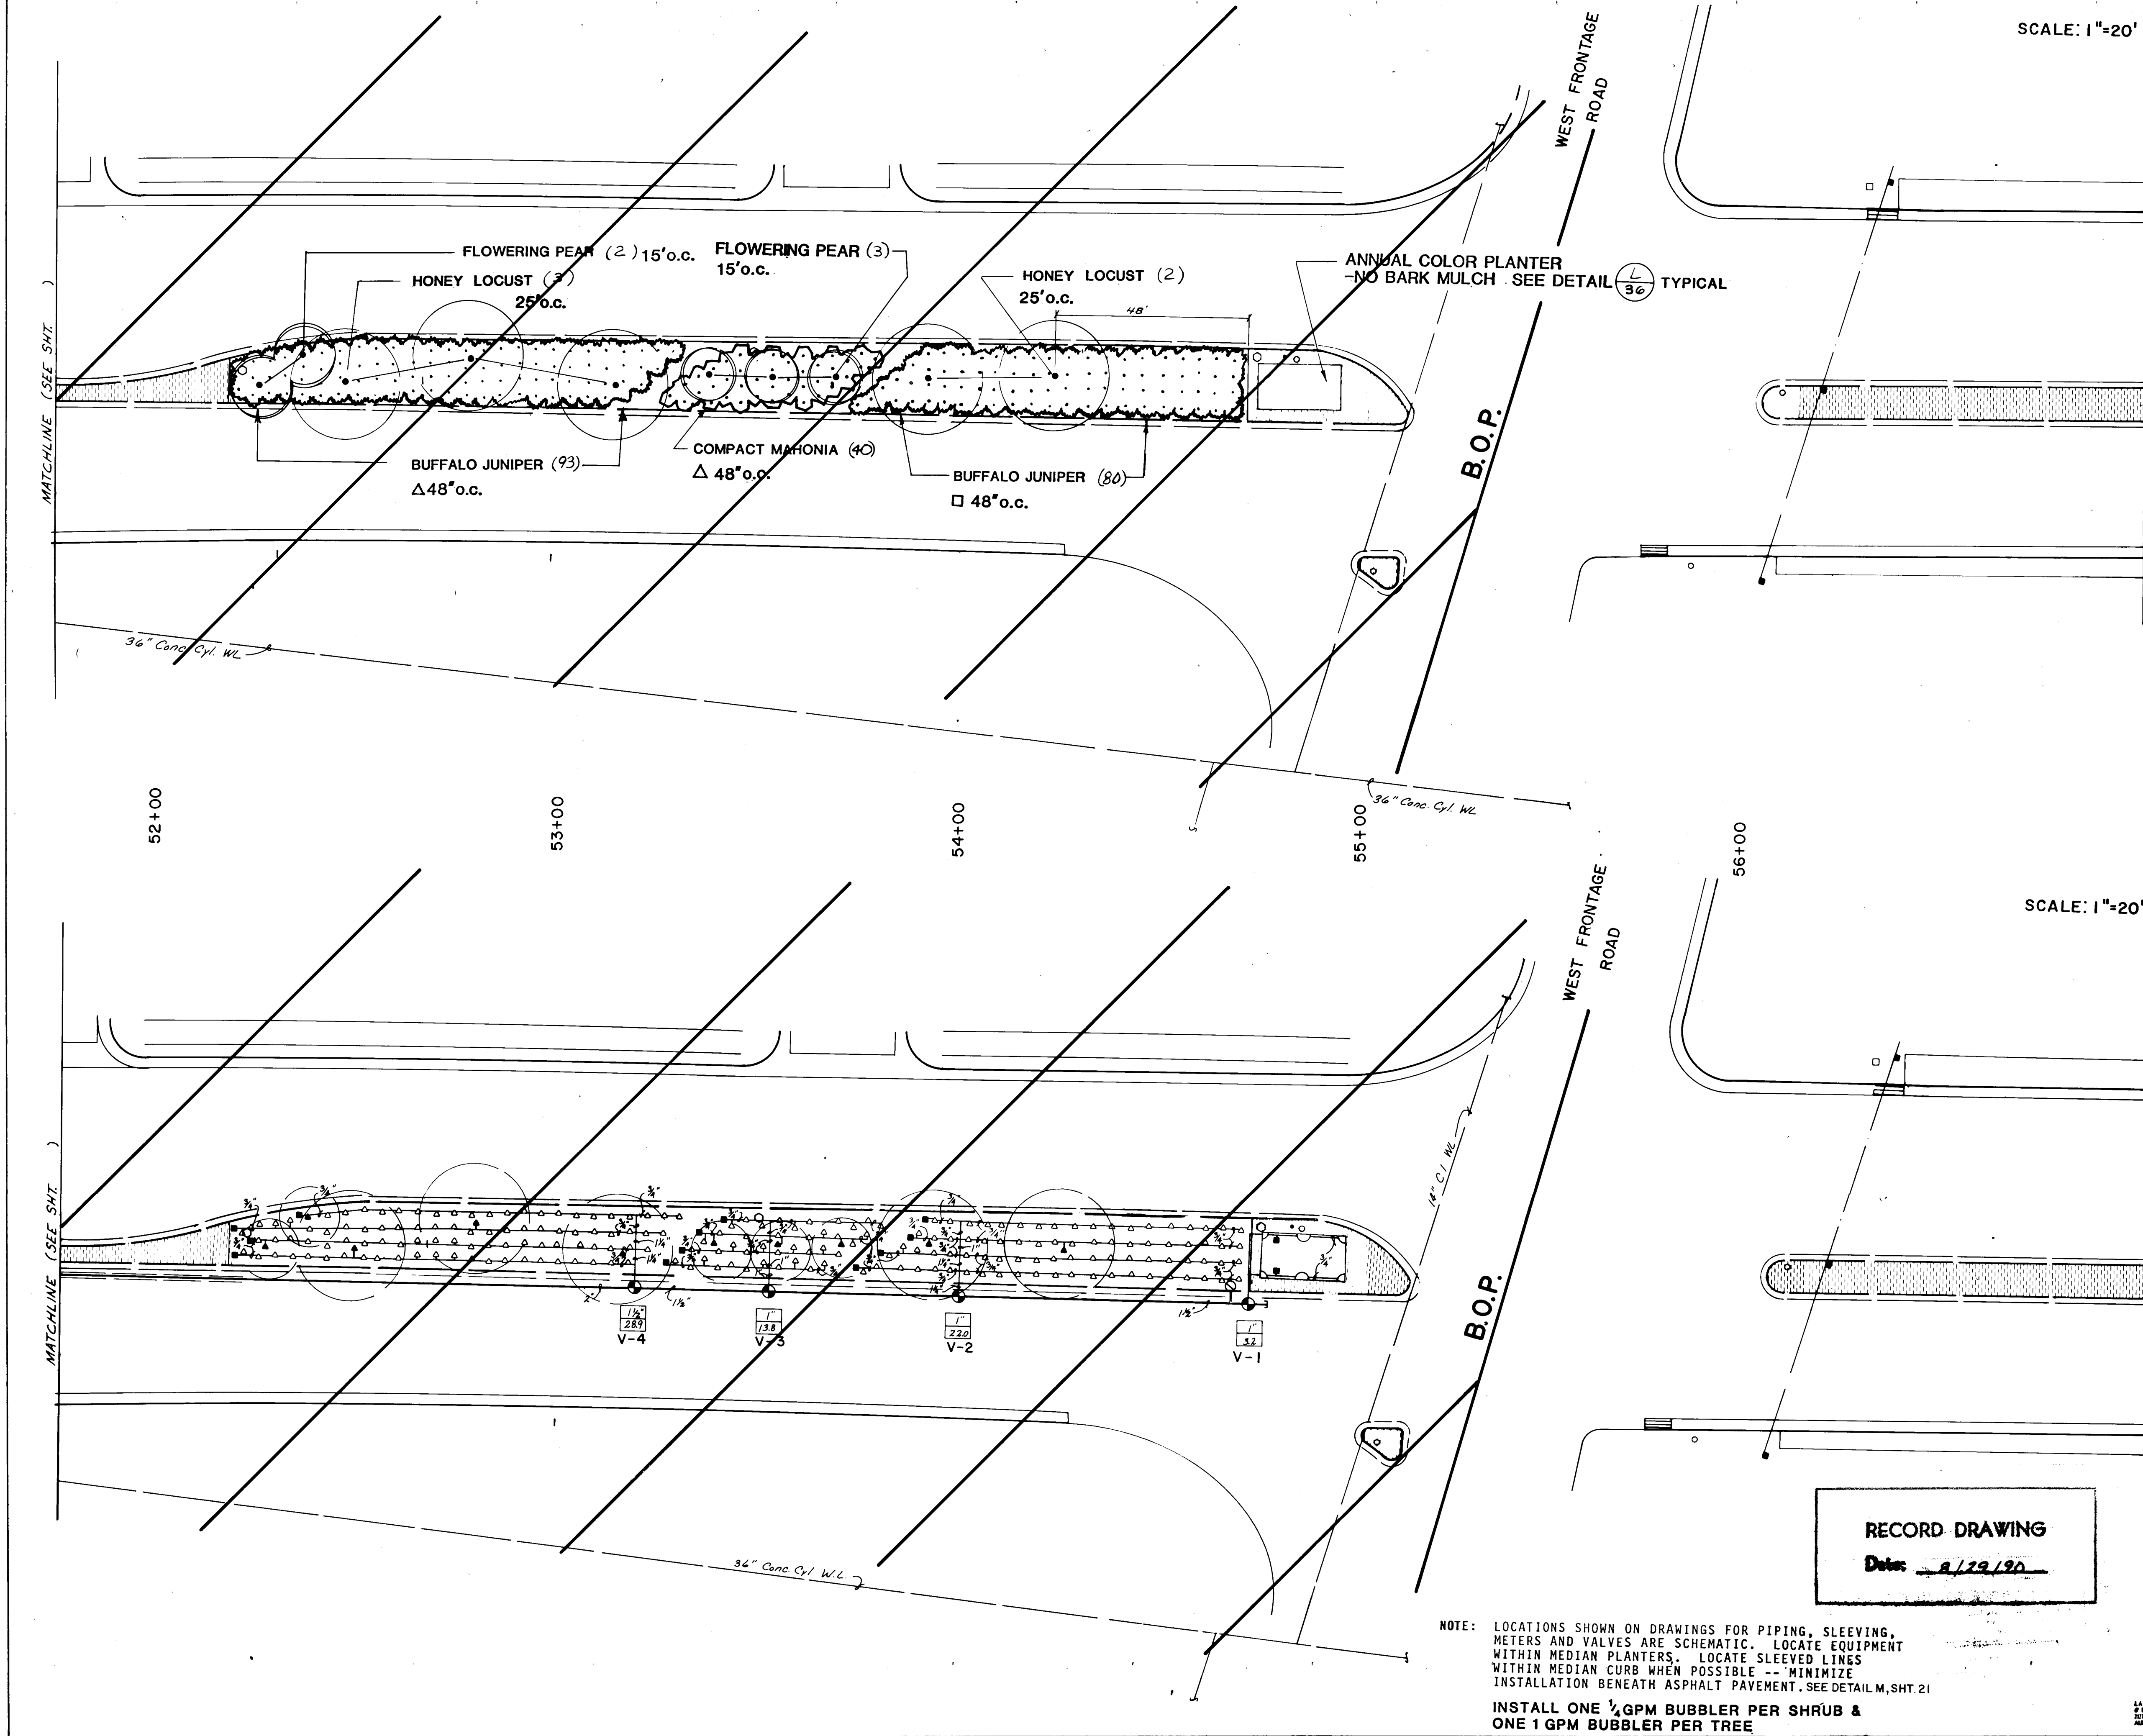 SCALE: 1"=20'
WEST FRONTAGE
ROAD
FLOWERING PEAR (2) 15'o.c.
FLOWERING PEAR (3)
15'o.c.
HONEY LOCUST (3)
25'o.c.
HONEY LOCUST (2)
25'o.c.
48'
ANNUAL COLOR PLANTER
-NO BARK MULCH SEE DETAIL L/36 TYPICAL
MATCHLINE (SEE SHT. )
BUFFALO JUNIPER (93)
△48"o.c.
COMPACT MAHONIA (40)
△ 48"o.c.
BUFFALO JUNIPER (80)
□ 48"o.c.
B.O.P.
36" Conc. Cyl. WL
36" Conc. Cyl. WL
S
52+00
53+00
54+00
55+00
56+00
SCALE: 1"=20'
WEST FRONTAGE
ROAD
14" C.I. WL
MATCHLINE (SEE SHT. )
2"
1½"
1½"
1½"
28.9
V-4
1"
13.8
V-3
1"
22.0
V-2
1"
3.2
V-1
B.O.P.
36" Conc Cyl W.L.
S
RECORD DRAWING
Date: 8/29/90
NOTE: LOCATIONS SHOWN ON DRAWINGS FOR PIPING, SLEEVING,
METERS AND VALVES ARE SCHEMATIC. LOCATE EQUIPMENT
WITHIN MEDIAN PLANTERS. LOCATE SLEEVED LINES
WITHIN MEDIAN CURB WHEN POSSIBLE -- MINIMIZE
INSTALLATION BENEATH ASPHALT PAVEMENT. SEE DETAIL M, SHT. 21
INSTALL ONE ¼GPM BUBBLER PER SHRUB &
ONE 1 GPM BUBBLER PER TREE